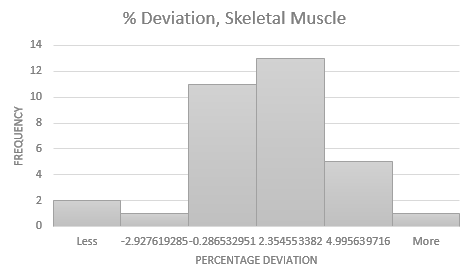 % Deviation, Skeletal Muscle
14
12
10
8
6
4
2
0
FREQUENCY
Less -2.927619285 -0.286532951 2.354553382 4.995639716 More
PERCENTAGE DEVIATION